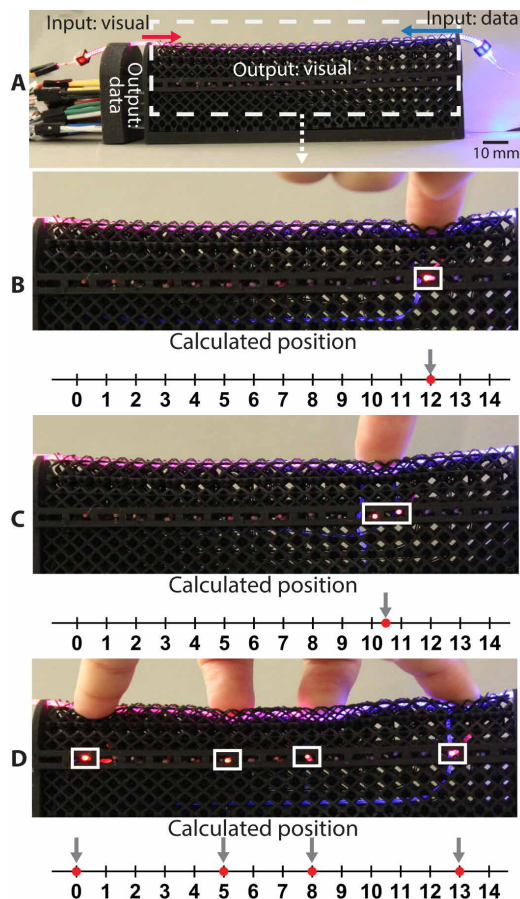 Input: visual
Input: data
A
Output: data
Output: visual
10 mm
B
Calculated position
0 1 2 3 4 5 6 7 8 9 10 11 12 13 14
C
Calculated position
0 1 2 3 4 5 6 7 8 9 10 11 12 13 14
D
Calculated position
0 1 2 3 4 5 6 7 8 9 10 11 12 13 14